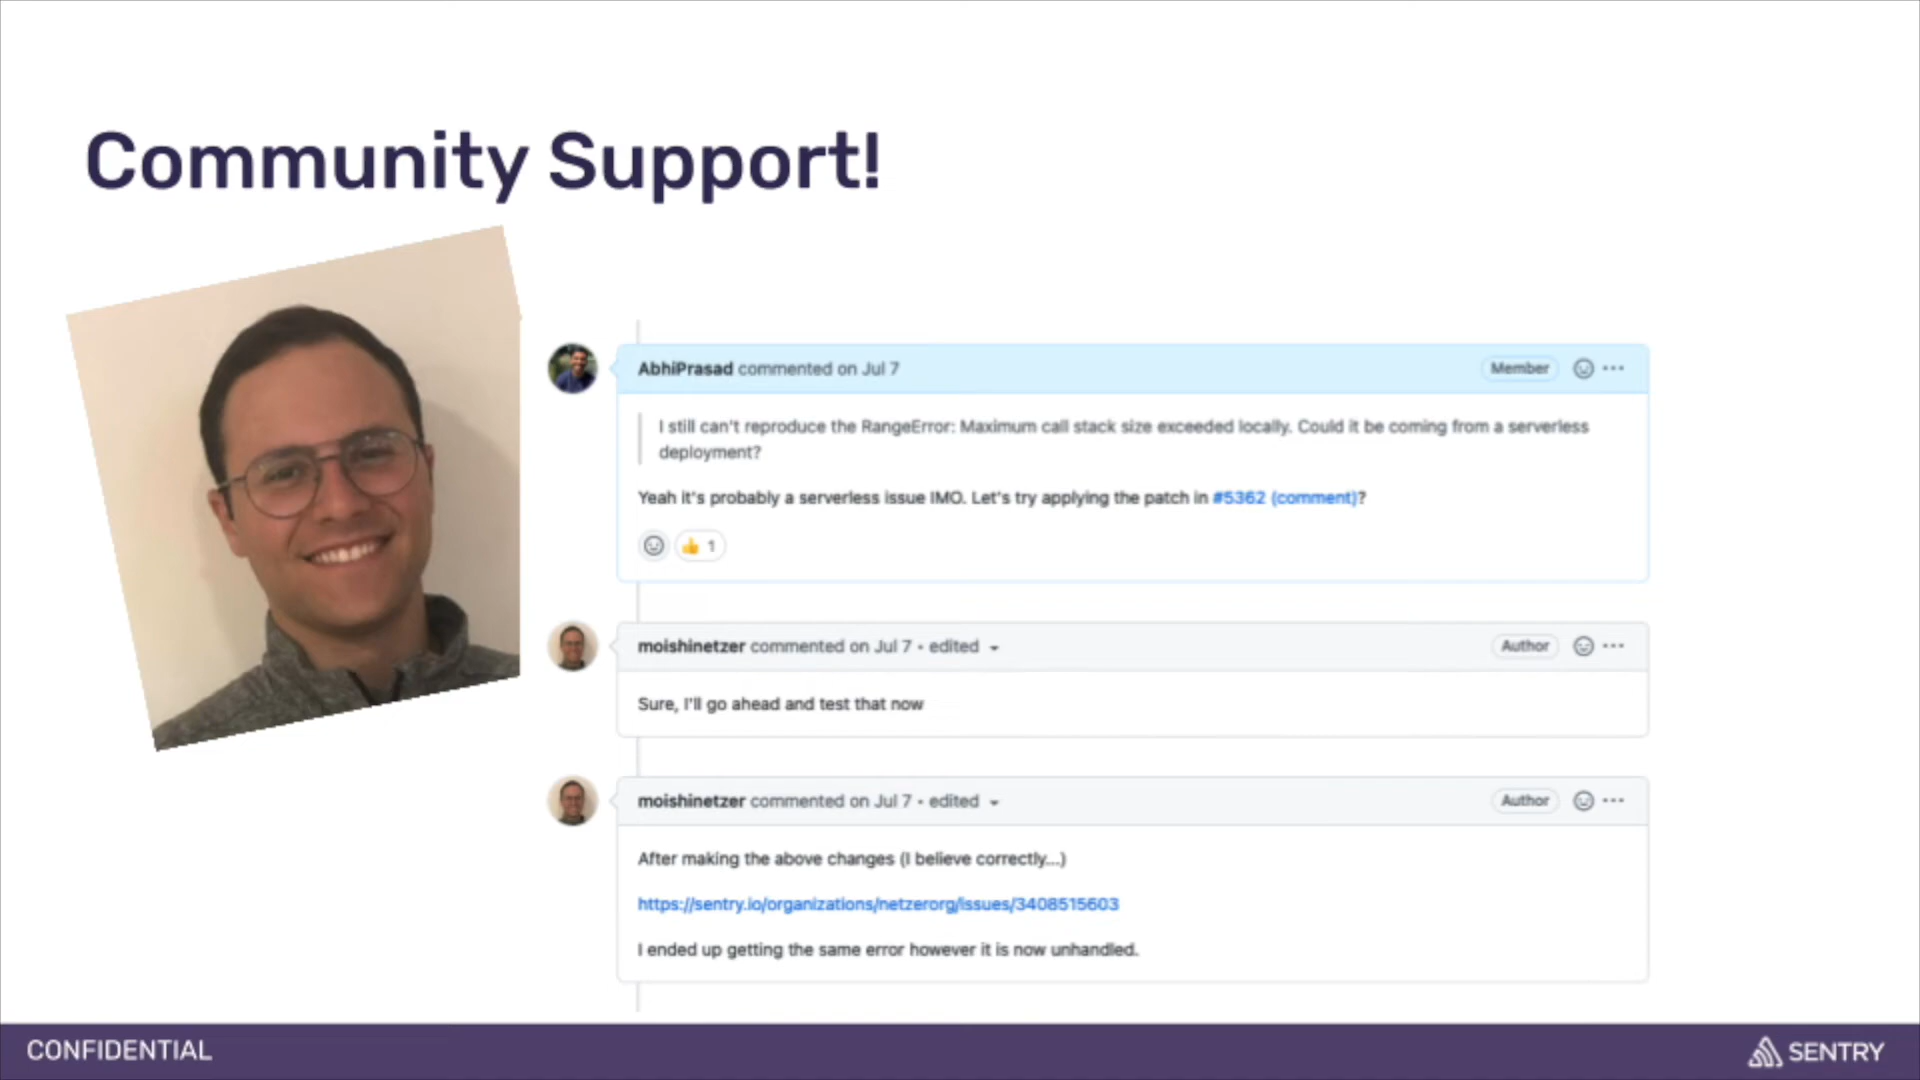 Community Support!
AbhiPrasad commented on Jul 7
Member
I still can't reproduce the RangeError: Maximum call stack size exceeded locally. Could it be coming from a serverless
deployment?
Yeah it's probably a serverless issue IMO. Let's try applying the patch in #5362 (comment)?
1
moishinetzer commented on Jul 7 • edited
Author
Sure, I'll go ahead and test that now
moishinetzer commented on Jul 7 • edited
Author
After making the above changes (I believe correctly...)
https://sentry.io/organizations/netzerorg/issues/3408515603
I ended up getting the same error however it is now unhandled.
CONFIDENTIAL
SENTRY